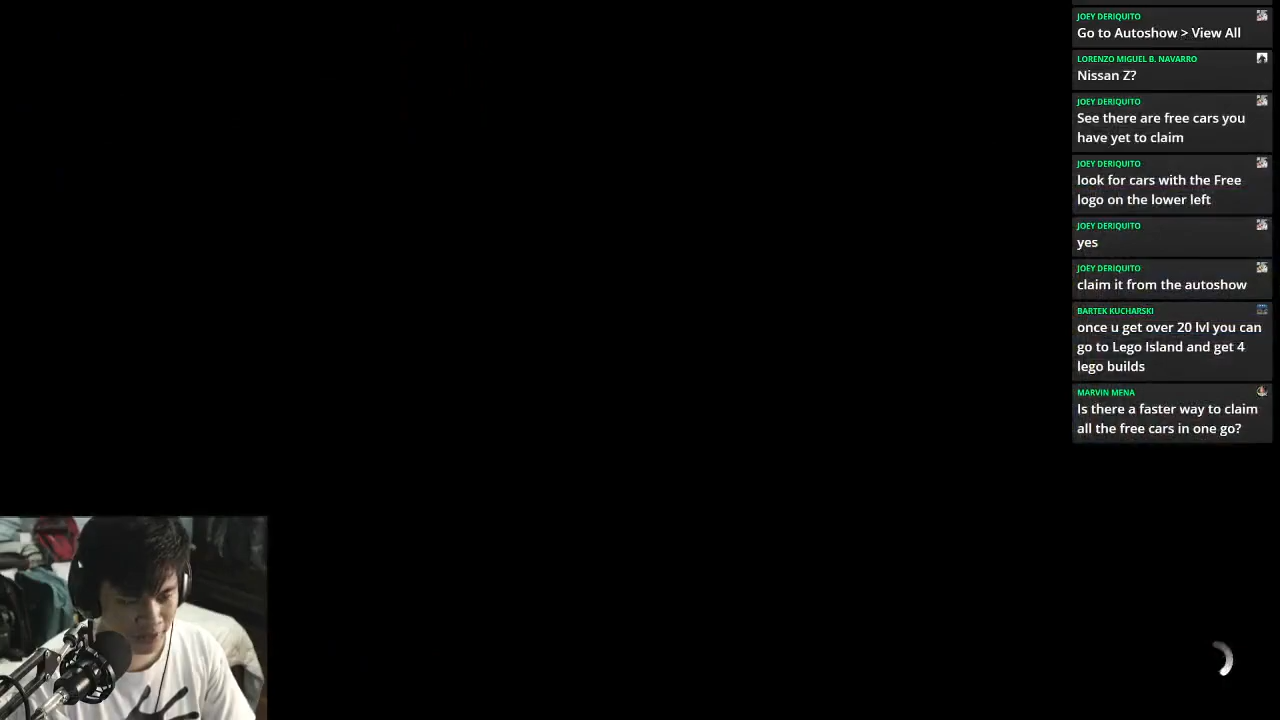 JOEY DERIQUITO
Go to Autoshow > View All
LORENZO MIGUEL B. NAVARRO
Nissan Z?
JOEY DERIQUITO
See there are free cars you
have yet to claim
JOEY DERIQUITO
look for cars with the Free
logo on the lower left
JOEY DERIQUITO
yes
JOEY DERIQUITO
claim it from the autoshow
BARTEK KUCHARSKI
once u get over 20 lvl you can
go to Lego Island and get 4
lego builds
MARVIN MENA
Is there a faster way to claim
all the free cars in one go?